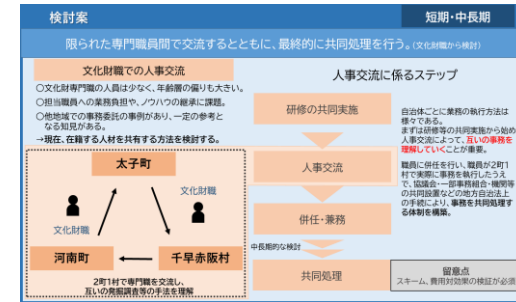 検討案
短期・中長期
限られた専門職員間で交流するとともに、最終的に共同処理を行う。(文化財職から検討)
文化財職での人事交流
○文化財専門職の人員は少なく、年齢層の偏りも大きい。
○担当職員への業務負担や、ノウハウの継承に課題。
○他地域での事務委託の事例があり、一定の参考と
なる知見がある。
→現在、在籍する人材を共有する方法を検討する。
太子町
文化財職
文化財職
河南町
千早赤阪村
2町1村で専門職を交流し、
互いの発掘調査等の手法を理解
人事交流に係るステップ
研修の共同実施
人事交流
併任・兼務
中長期的な検討
共同処理
自治体ごとに業務の執行方法は
様々である。
まずは研修等の共同実施から始め
人事交流によって、互いの事務を
理解していくことが重要。
職員に併任を行い、職員が2町1
村で実際に事務を執行したうえ
で、協議会・一部事務組合・機関等
の共同設置などの地方自治法上
の手続により、事務を共同処理す
る体制を構築。
留意点
スキーム、費用対効果の検証が必須